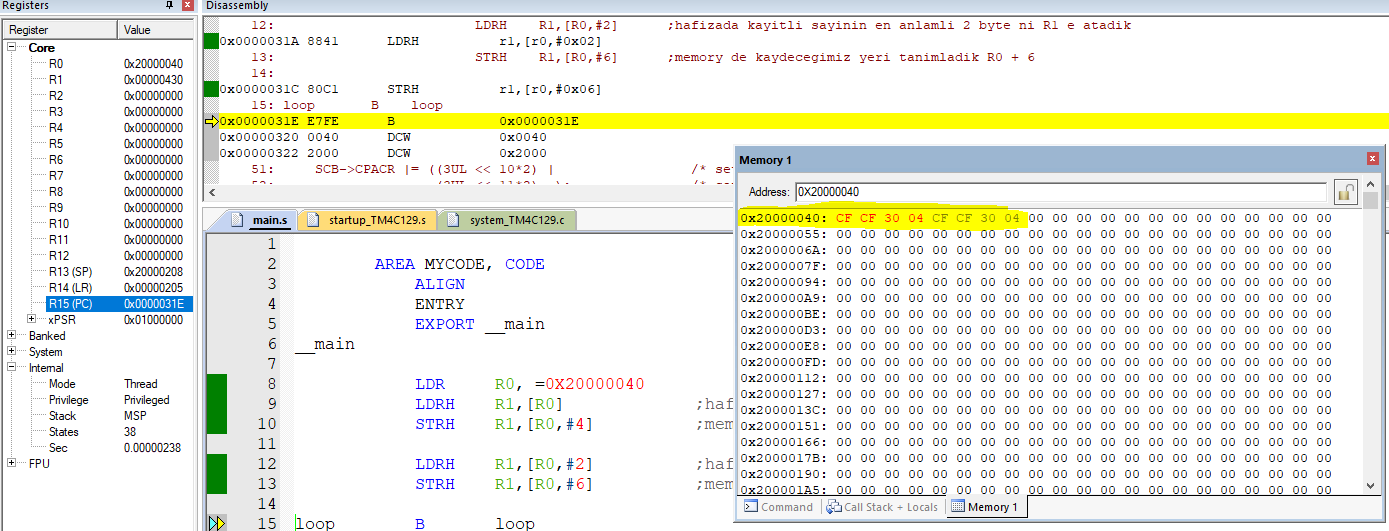 Registers
Register Value
Core
R0 0x20000040
R1 0x00000430
R2 0x00000000
R3 0x00000000
R4 0x00000000
R5 0x00000000
R6 0x00000000
R7 0x00000000
R8 0x00000000
R9 0x00000000
R10 0x00000000
R11 0x00000000
R12 0x00000000
R13 (SP) 0x20000208
R14 (LR) 0x00000205
R15 (PC) 0x0000031E
xPSR 0x01000000
Banked
System
Internal
Mode Thread
Privilege Privileged
Stack MSP
States 38
Sec 0.00000238
FPU
Disassembly
12: LDRH R1,[R0,#2] ;hafizada kayitli sayinin en anlamli 2 byte ni R1 e atadik
0x0000031A 8841 LDRH r1,[r0,#0x02]
13: STRH R1,[R0,#6] ;memory de kaydecegimiz yeri tanimladik R0 + 6
14:
0x0000031C 80C1 STRH r1,[r0,#0x06]
15: loop B loop
0x0000031E E7FE B 0x0000031E
0x00000320 0040 DCW 0x0040
0x00000322 2000 DCW 0x2000
51: SCB->CPACR |= ((3UL << 10*2) | /* se
main.s startup_TM4C129.s system_TM4C129.c
1
2 AREA MYCODE, CODE
3 ALIGN
4 ENTRY
5 EXPORT __main
6 __main
7
8 LDR R0, =0X20000040
9 LDRH R1,[R0] ;haf
10 STRH R1,[R0,#4] ;mem
11
12 LDRH R1,[R0,#2] ;haf
13 STRH R1,[R0,#6] ;mem
14
15 loop B loop
Memory 1
Address: 0X20000040
0x20000040: CF CF 30 04 CF CF 30 04 00 00 00 00 00 00 00 00 00 00 00 00 00
0x20000055: 00 00 00 00 00 00 00 00 00 00 00 00 00 00 00 00 00 00 00 00 00
0x2000006A: 00 00 00 00 00 00 00 00 00 00 00 00 00 00 00 00 00 00 00 00 00
0x2000007F: 00 00 00 00 00 00 00 00 00 00 00 00 00 00 00 00 00 00 00 00 00
0x20000094: 00 00 00 00 00 00 00 00 00 00 00 00 00 00 00 00 00 00 00 00 00
0x200000A9: 00 00 00 00 00 00 00 00 00 00 00 00 00 00 00 00 00 00 00 00 00
0x200000BE: 00 00 00 00 00 00 00 00 00 00 00 00 00 00 00 00 00 00 00 00 00
0x200000D3: 00 00 00 00 00 00 00 00 00 00 00 00 00 00 00 00 00 00 00 00 00
0x200000E8: 00 00 00 00 00 00 00 00 00 00 00 00 00 00 00 00 00 00 00 00 00
0x200000FD: 00 00 00 00 00 00 00 00 00 00 00 00 00 00 00 00 00 00 00 00 00
0x20000112: 00 00 00 00 00 00 00 00 00 00 00 00 00 00 00 00 00 00 00 00 00
0x20000127: 00 00 00 00 00 00 00 00 00 00 00 00 00 00 00 00 00 00 00 00 00
0x2000013C: 00 00 00 00 00 00 00 00 00 00 00 00 00 00 00 00 00 00 00 00 00
0x20000151: 00 00 00 00 00 00 00 00 00 00 00 00 00 00 00 00 00 00 00 00 00
0x20000166: 00 00 00 00 00 00 00 00 00 00 00 00 00 00 00 00 00 00 00 00 00
0x2000017B: 00 00 00 00 00 00 00 00 00 00 00 00 00 00 00 00 00 00 00 00 00
0x20000190: 00 00 00 00 00 00 00 00 00 00 00 00 00 00 00 00 00 00 00 00 00
0x200001A5: 00 00 00 00 00 00 00 00 00 00 00 00 00 00 00 00 00 00 00 00 00
Command Call Stack + Locals Memory 1